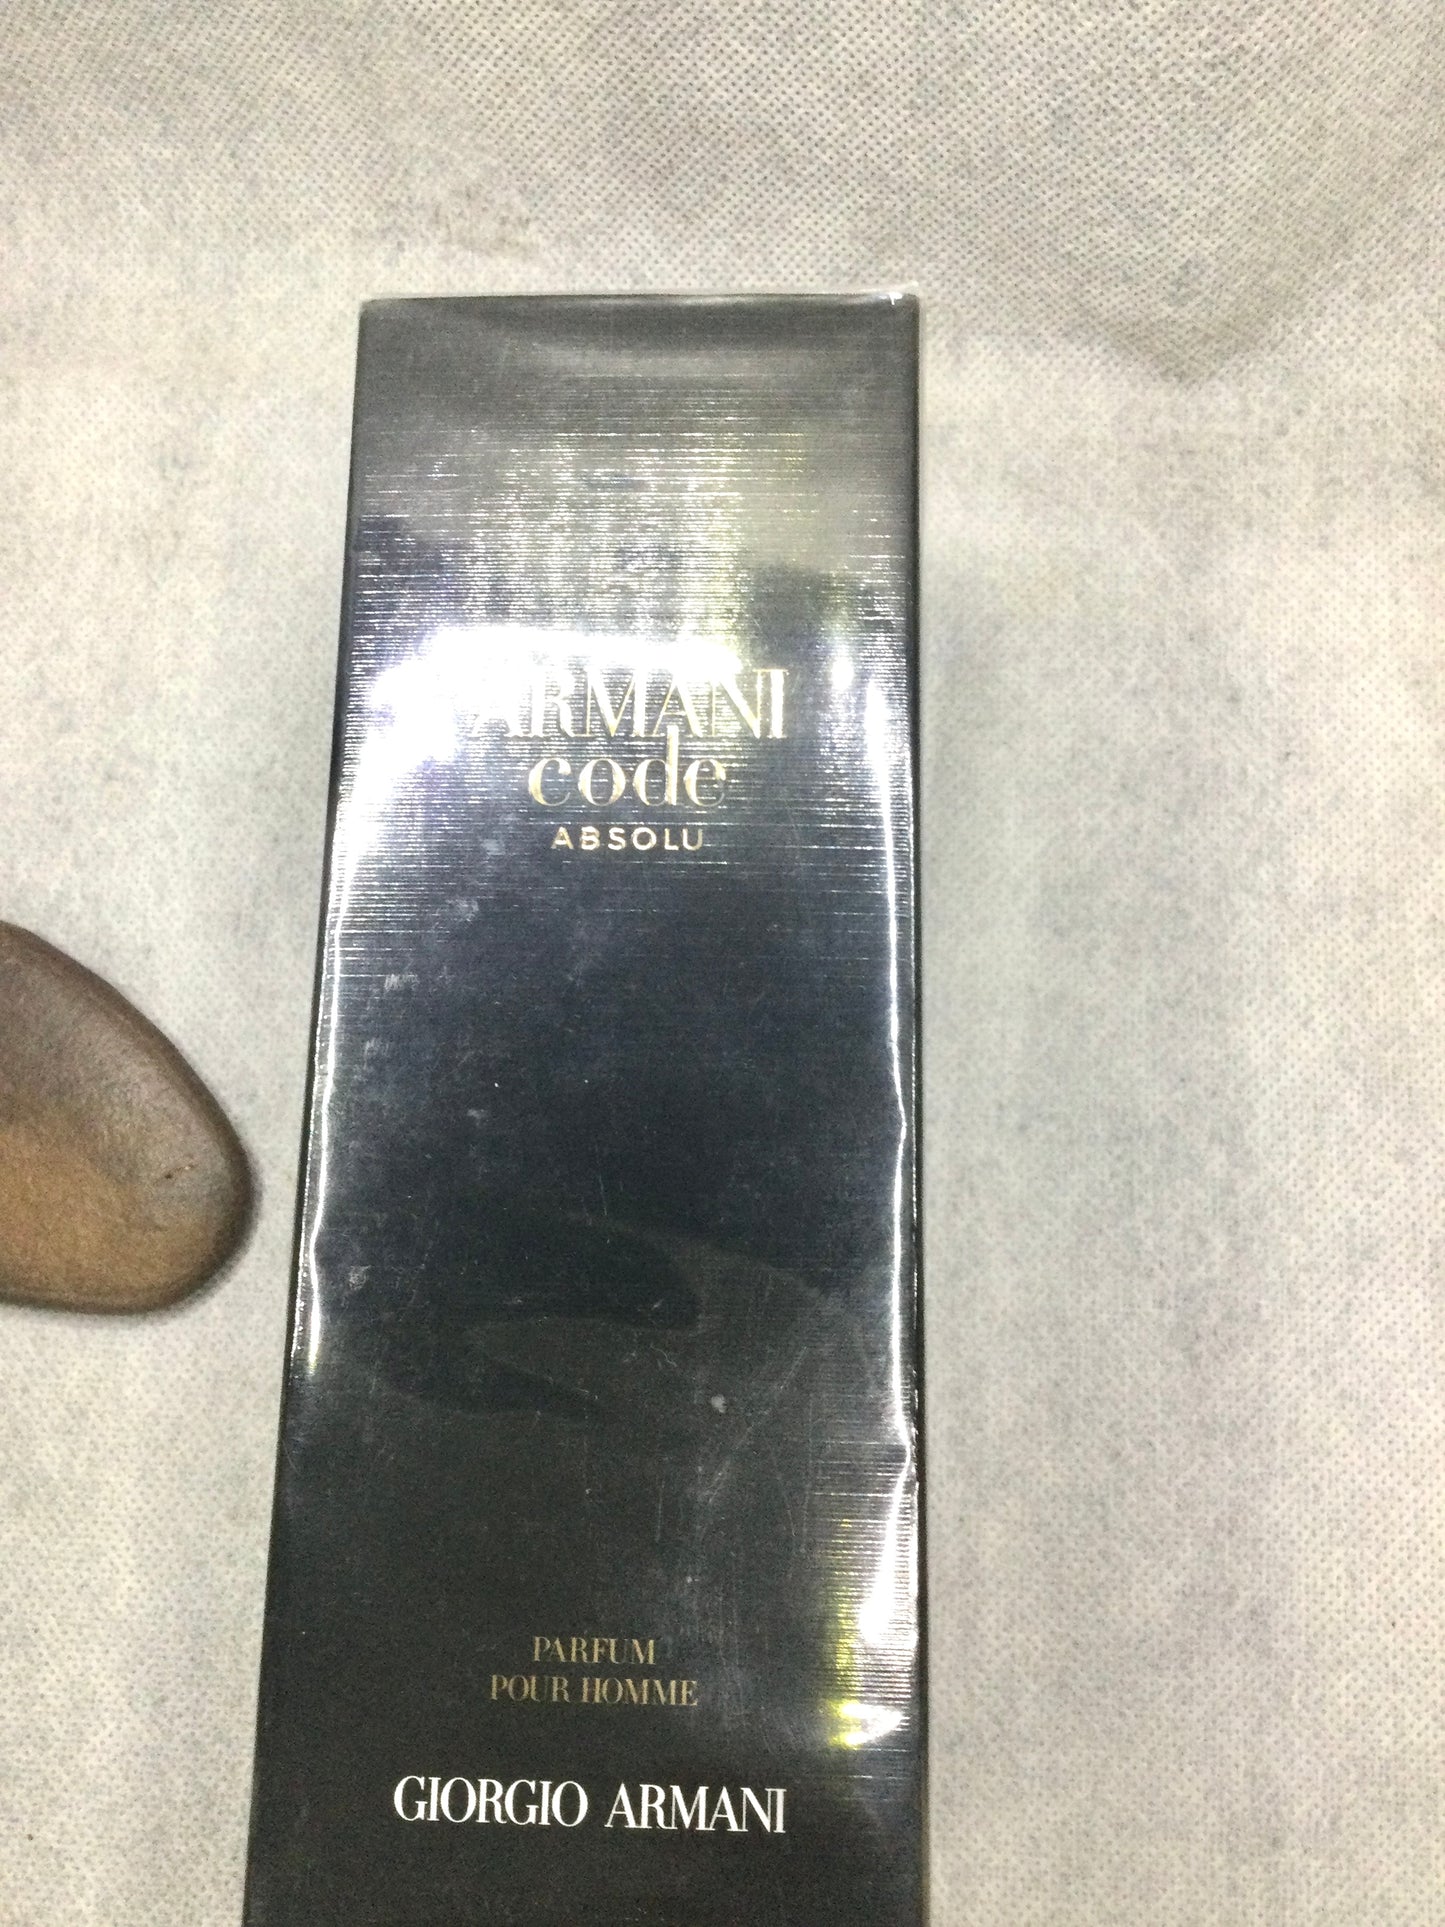 ARMANI
code
ABSOLU
PARFUM
POUR HOMME
GIORGIO ARMANI